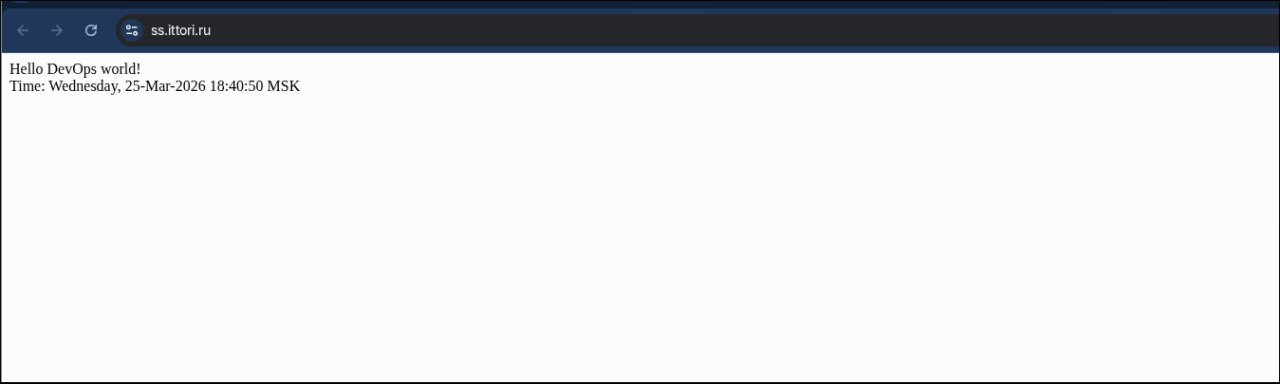 ss.ittori.ru
Hello DevOps world!
Time: Wednesday, 25-Mar-2026 18:40:50 MSK